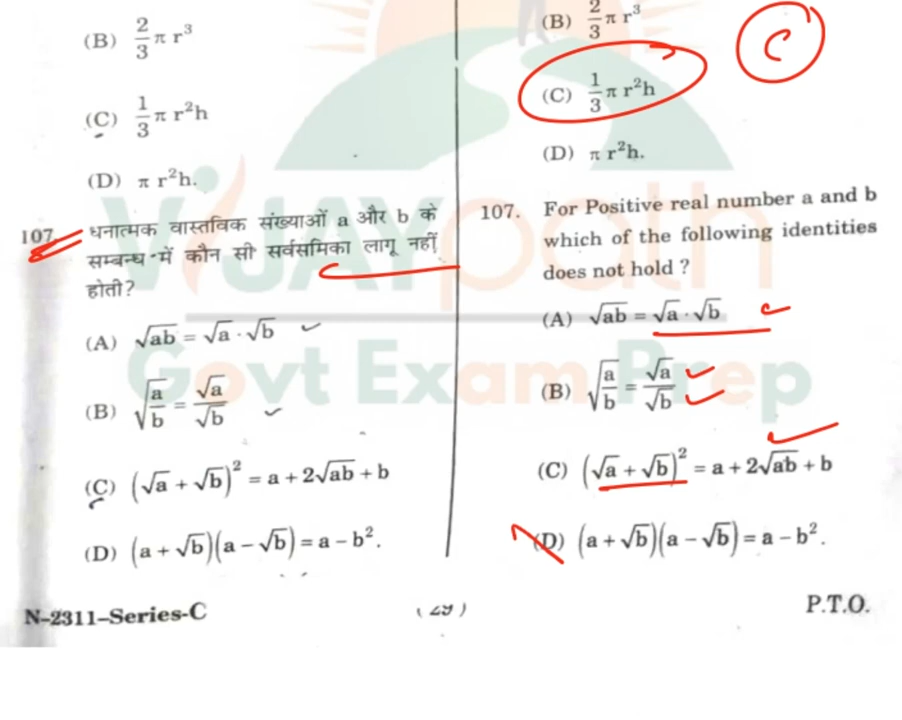 (B) 2/3 π r³
(C) 1/3 π r²h
(D) π r²h.
107. धनात्मक वास्तविक संख्याओं a और b के
सम्बन्ध में कौन सी सर्वसमिका लागू नहीं
होती?
(A) √ab = √a · √b
(B) √(a/b) = √a/√b
(C) (√a + √b)² = a + 2√ab + b
(D) (a + √b)(a − √b) = a − b².
N-2311-Series-C
(B) 2/3 π r³
(C) 1/3 π r²h
C
(D) π r²h.
107. For Positive real number a and b
which of the following identities
does not hold ?
(A) √ab = √a · √b
(B) √(a/b) = √a/√b
(C) (√a + √b)² = a + 2√ab + b
(D) (a + √b)(a − √b) = a − b².
P.T.O.
VIJAYpath
Govt Exam Prep